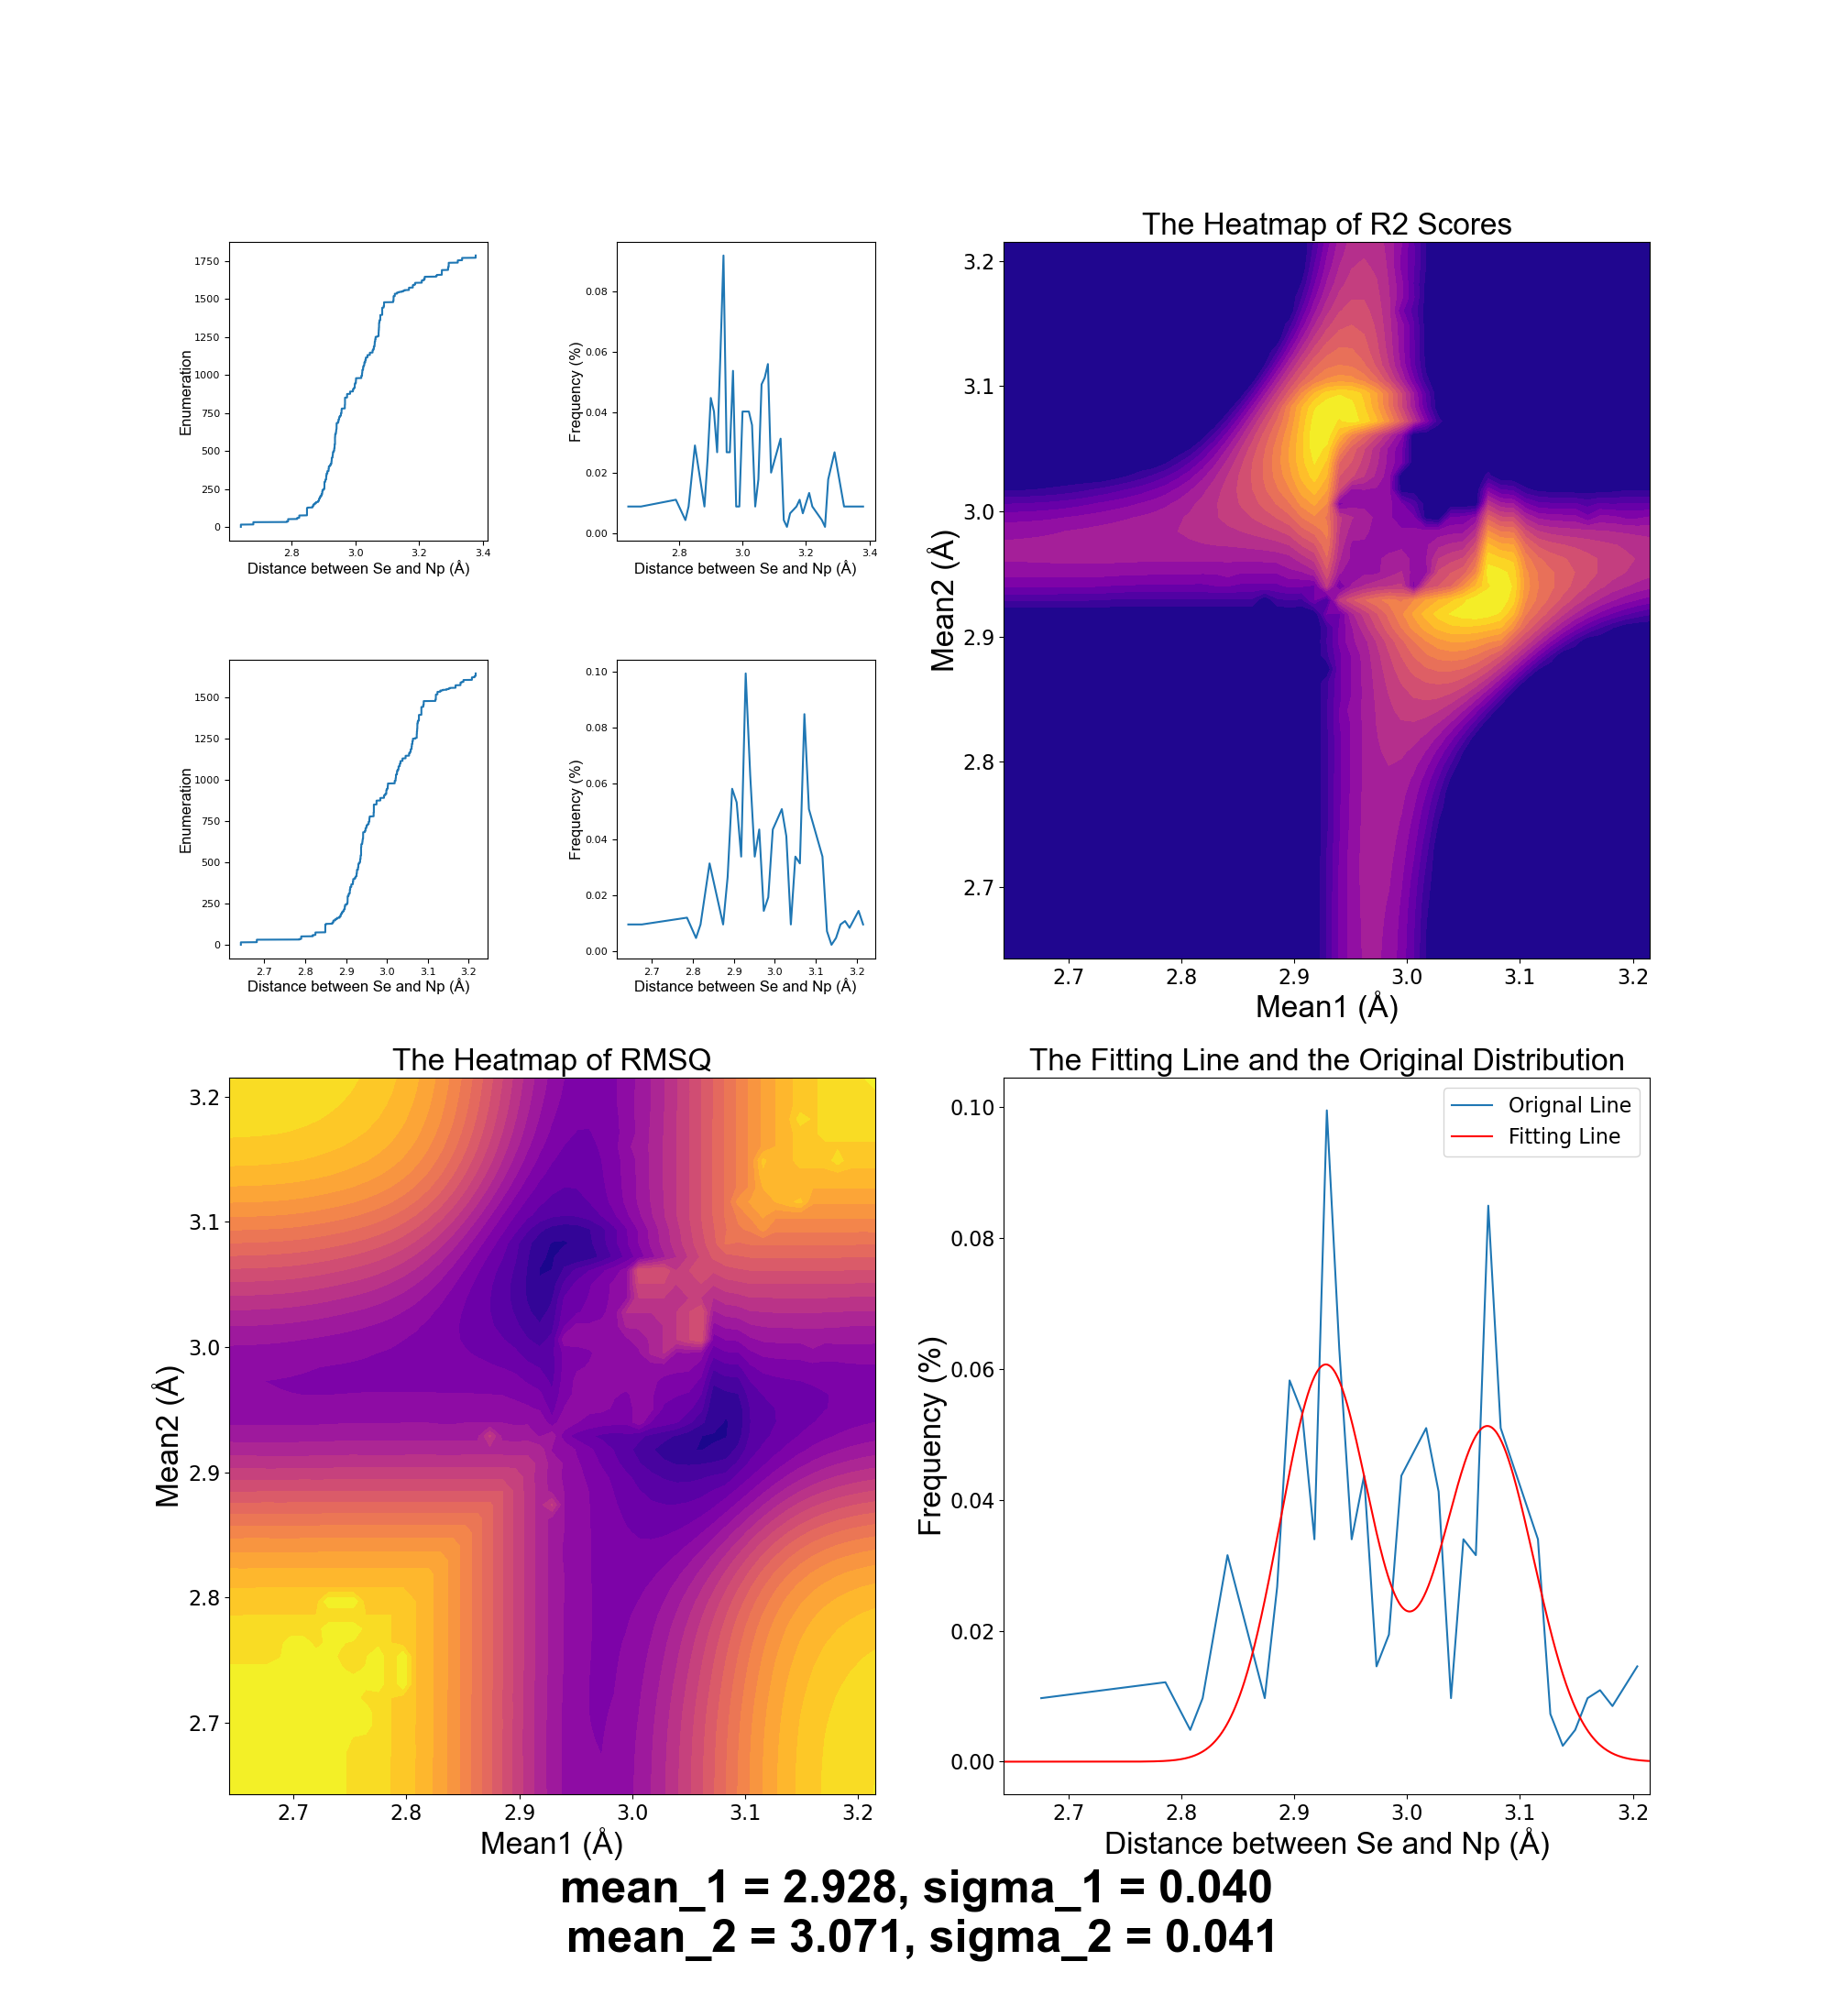 The Heatmap of R2 Scores
1750
1500
1250
1000
750
500
250
0
Enumeration
2.8 3.0 3.2 3.4
Distance between Se and Np (Å)
0.08
0.06
0.04
0.02
0.00
Frequency (%)
2.8 3.0 3.2 3.4
Distance between Se and Np (Å)
3.2
3.1
3.0
2.9
2.8
2.7
Mean2 (Å)
2.7 2.8 2.9 3.0 3.1 3.2
Mean1 (Å)
1500
1250
1000
750
500
250
0
Enumeration
2.7 2.8 2.9 3.0 3.1 3.2
Distance between Se and Np (Å)
0.10
0.08
0.06
0.04
0.02
0.00
Frequency (%)
2.7 2.8 2.9 3.0 3.1 3.2
Distance between Se and Np (Å)
The Heatmap of RMSQ
3.2
3.1
3.0
2.9
2.8
2.7
Mean2 (Å)
2.7 2.8 2.9 3.0 3.1 3.2
Mean1 (Å)
The Fitting Line and the Original Distribution
Orignal Line
Fitting Line
0.10
0.08
0.06
0.04
0.02
0.00
Frequency (%)
2.7 2.8 2.9 3.0 3.1 3.2
Distance between Se and Np (Å)
mean_1 = 2.928, sigma_1 = 0.040
mean_2 = 3.071, sigma_2 = 0.041